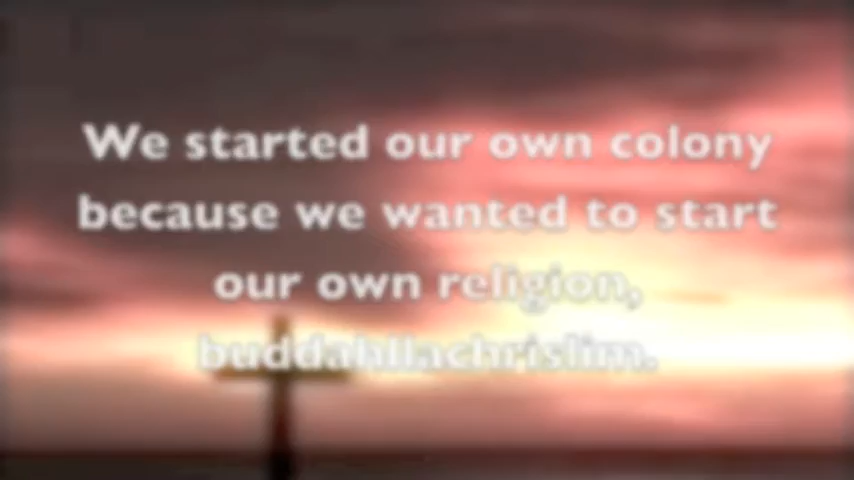 We started our own colony
because we wanted to start
our own religion,